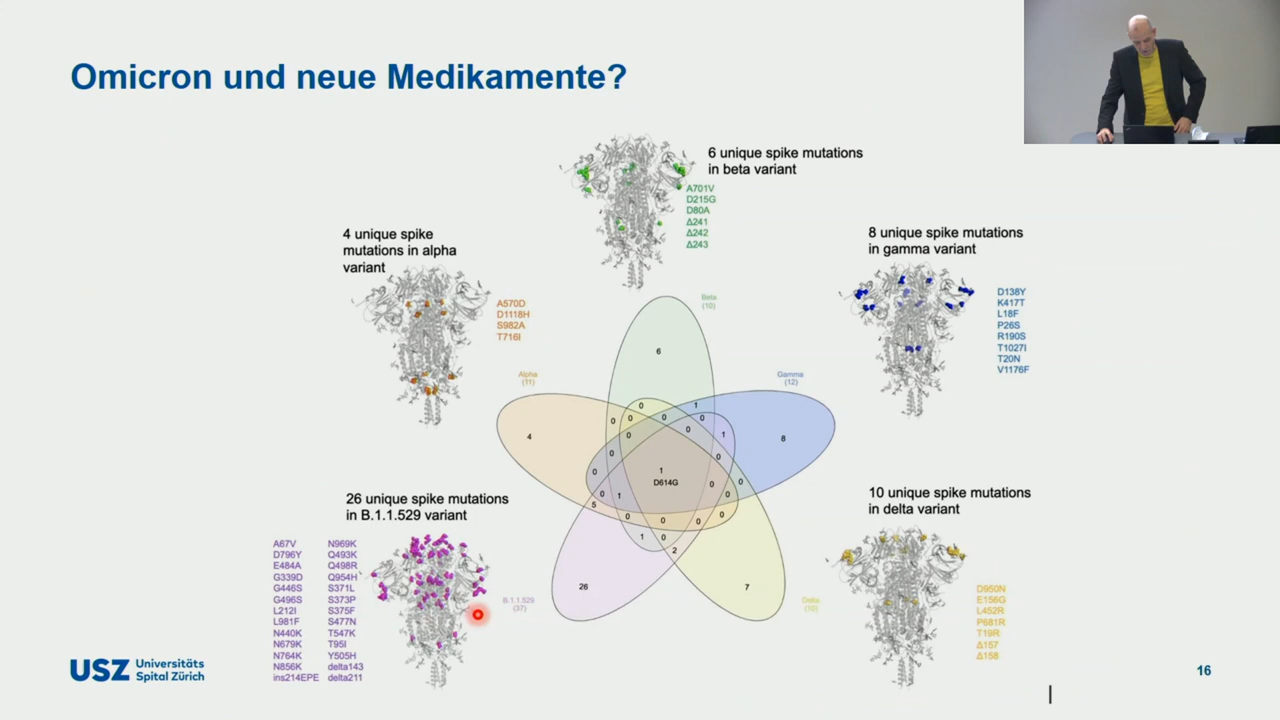 Omicron und neue Medikamente?
6 unique spike mutations
in beta variant
A701V
D215G
D80A
Δ241
Δ242
Δ243
4 unique spike
mutations in alpha
variant
A570D
D1118H
S982A
T716I
8 unique spike mutations
in gamma variant
D138Y
K417T
L18F
P26S
R190S
T1027I
T20N
V1176F
Beta
(10)
Alpha
(11)
Gamma
(12)
6
0
1
0
0
0
0
0
0
1
4
8
0
0
0
1
D614G
0
0
0
1
0
5
0
0
0
0
1
0
2
26
7
B.1.1.529
(37)
Delta
(10)
26 unique spike mutations
in B.1.1.529 variant
A67V N969K
D796Y Q493K
E484A Q498R
G339D Q954H
G446S S371L
G496S S373P
L212I S375F
L981F S477N
N440K T547K
N679K T95I
N764K Y505H
N856K delta143
ins214EPE delta211
10 unique spike mutations
in delta variant
D950N
E156G
L452R
P681R
T19R
Δ157
Δ158
USZ Universitäts
Spital Zürich
16